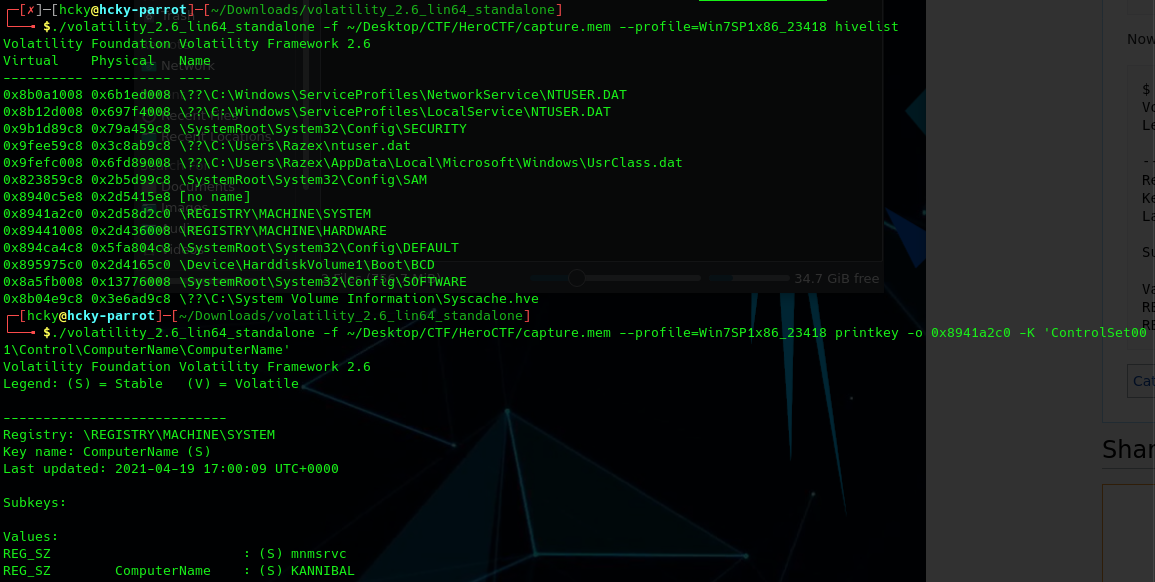 ┌─[✗]─[hcky@hcky-parrot]─[~/Downloads/volatility_2.6_lin64_standalone]
└──╼ $./volatility_2.6_lin64_standalone -f ~/Desktop/CTF/HeroCTF/capture.mem --profile=Win7SP1x86_23418 hivelist
Volatility Foundation Volatility Framework 2.6
Virtual    Physical   Name
---------- ---------- ----
0x8b0a1008 0x6b1ed008 \??\C:\Windows\ServiceProfiles\NetworkService\NTUSER.DAT
0x8b12d008 0x697f4008 \??\C:\Windows\ServiceProfiles\LocalService\NTUSER.DAT
0x9b1d89c8 0x79a459c8 \SystemRoot\System32\Config\SECURITY
0x9fee59c8 0x3c8ab9c8 \??\C:\Users\Razex\ntuser.dat
0x9fefc008 0x6fd89008 \??\C:\Users\Razex\AppData\Local\Microsoft\Windows\UsrClass.dat
0x823859c8 0x2b5d99c8 \SystemRoot\System32\Config\SAM
0x8940c5e8 0x2d5415e8 [no name]
0x8941a2c0 0x2d58d2c0 \REGISTRY\MACHINE\SYSTEM
0x89441008 0x2d436008 \REGISTRY\MACHINE\HARDWARE
0x894ca4c8 0x5fa804c8 \SystemRoot\System32\Config\DEFAULT
0x895975c0 0x2d4165c0 \Device\HarddiskVolume1\Boot\BCD
0x8a5fb008 0x13776008 \SystemRoot\System32\Config\SOFTWARE
0x8b04e9c8 0x3e6ad9c8 \??\C:\System Volume Information\Syscache.hve
┌─[hcky@hcky-parrot]─[~/Downloads/volatility_2.6_lin64_standalone]
└──╼ $./volatility_2.6_lin64_standalone -f ~/Desktop/CTF/HeroCTF/capture.mem --profile=Win7SP1x86_23418 printkey -o 0x8941a2c0 -K 'ControlSet00
1\Control\ComputerName\ComputerName'
Volatility Foundation Volatility Framework 2.6
Legend: (S) = Stable   (V) = Volatile
----------------------------
Registry: \REGISTRY\MACHINE\SYSTEM
Key name: ComputerName (S)
Last updated: 2021-04-19 17:00:09 UTC+0000
Subkeys:
Values:
REG_SZ                        : (S) mnmsrvc
REG_SZ        ComputerName    : (S) KANNIBAL
Network
Documents
34.7 GiB free
Now
$
Vo
Le
--
Re
Ke
La
Su
Va
RE
RE
Cat
Shar